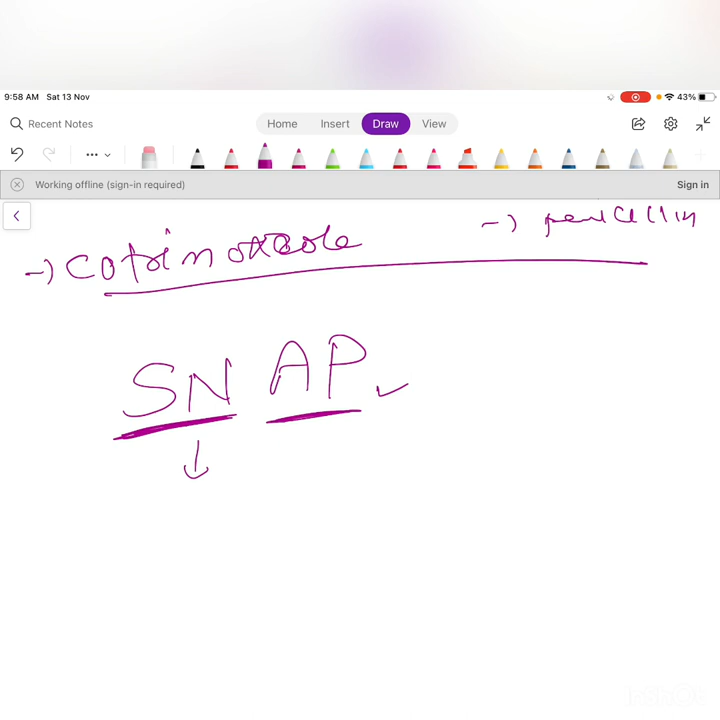 9:58 AM Sat 13 Nov 43%
Recent Notes Home Insert Draw View
Working offline (sign-in required) Sign in
→ penicillin
→ cotrimoxazole
SN AP ✓
↓
InShOt